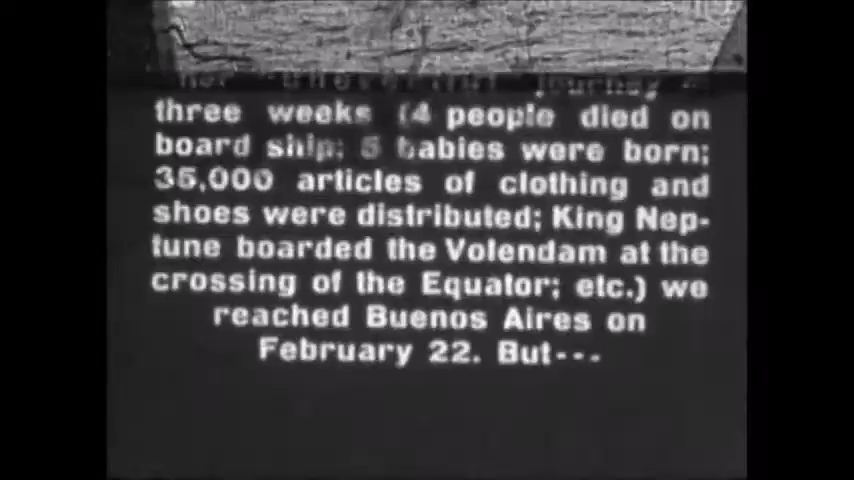 journey
three weeks (4 people died on
board ship; 5 babies were born;
35,000 articles of clothing and
shoes were distributed; King Nep-
tune boarded the Volendam at the
crossing of the Equator; etc.) we
reached Buenos Aires on
February 22. But---